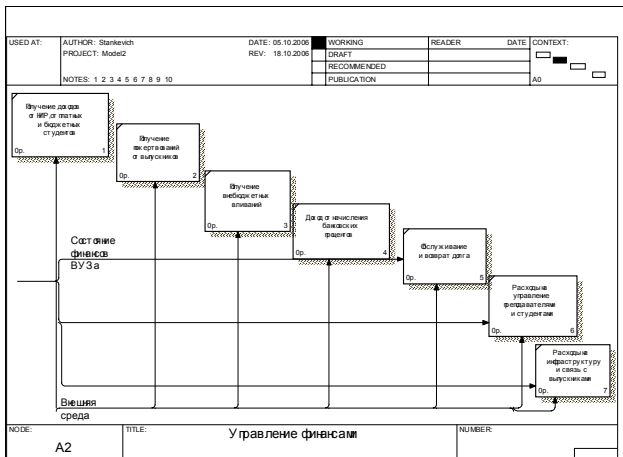 USED AT: AUTHOR: Stankevich DATE: 05.10.2006 WORKING READER DATE CONTEXT:
PROJECT: Model2 REV: 18.10.2006 DRAFT
RECOMMENDED
NOTES: 1 2 3 4 5 6 7 8 9 10 PUBLICATION A0
Получение доходов
от НИР, от платных
и бюджетных
студентов
0р. 1
Получение
пожертвований
от выпускников
0р. 2
Получение
внебюджетных
вливаний
0р. 3
Доход от начисления
банковских
процентов
0р. 4
Обслуживание
и возврат долга
0р. 5
Расходы на
управление
преподавателями
и студентами
0р. 6
Расходы на
инфраструктуру
и связь с
выпускниками
0р. 7
Состояние
финансов
ВУЗа
Внешняя
среда
NODE: TITLE: NUMBER:
A2 Управление финансами